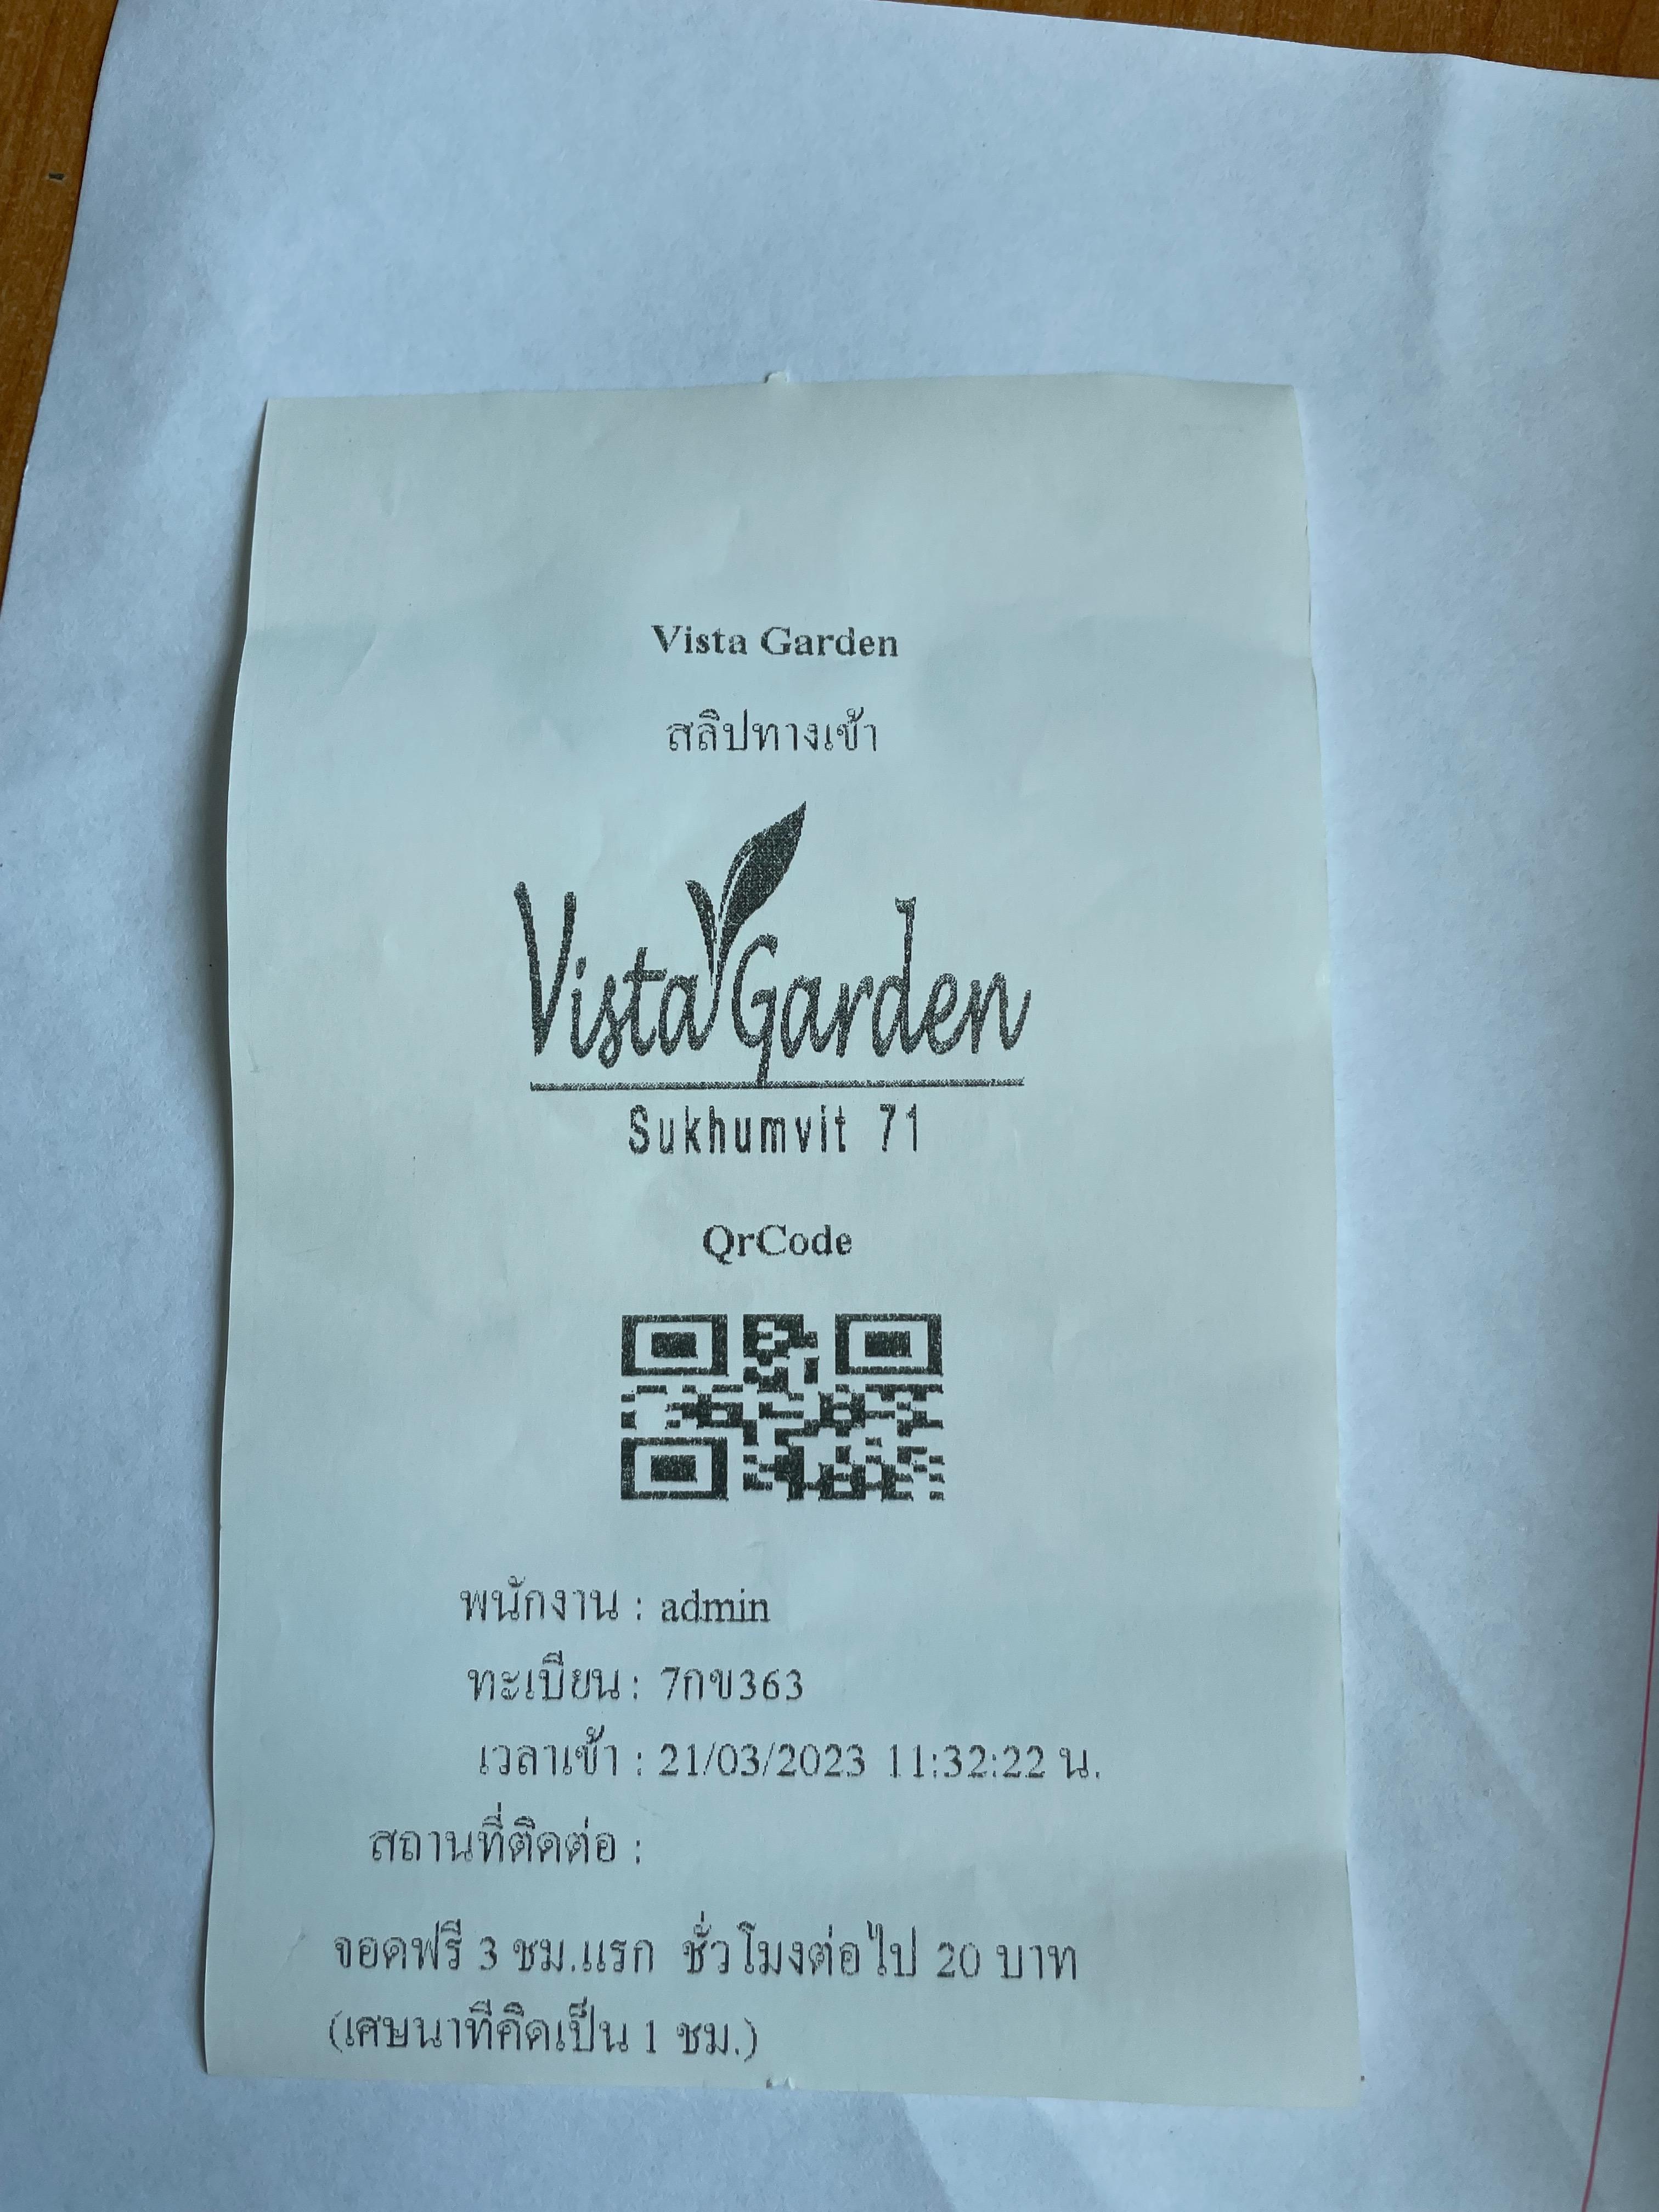 Vista Garden
สลิปทางเข้า
Vista Garden
Sukhumvit 71
QrCode
พนักงาน : admin
ทะเบียน : 7กข363
เวลาเข้า : 21/03/2023 11:32:22 น.
สถานที่ติดต่อ :
จอดฟรี 3 ชม.แรก ชั่วโมงต่อไป 20 บาท
(เศษนาทีคิดเป็น 1 ชม.)